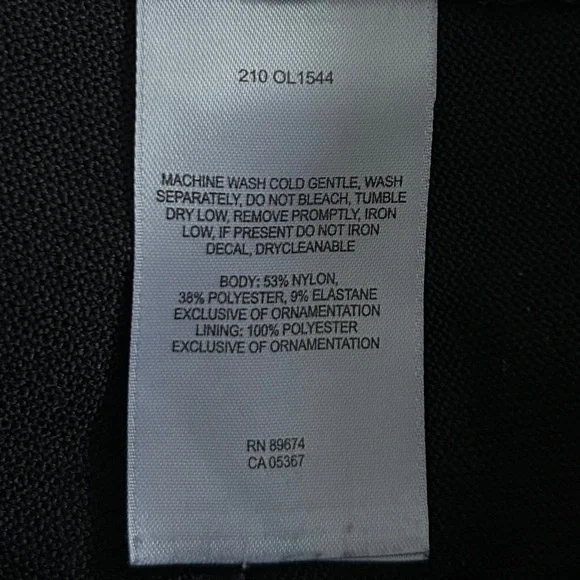 210 OL1544
MACHINE WASH COLD GENTLE, WASH
SEPARATELY, DO NOT BLEACH, TUMBLE
DRY LOW, REMOVE PROMPTLY, IRON
LOW, IF PRESENT DO NOT IRON
DECAL, DRYCLEANABLE
BODY: 53% NYLON,
38% POLYESTER, 9% ELASTANE
EXCLUSIVE OF ORNAMENTATION
LINING: 100% POLYESTER
EXCLUSIVE OF ORNAMENTATION
RN 89674
CA 05367